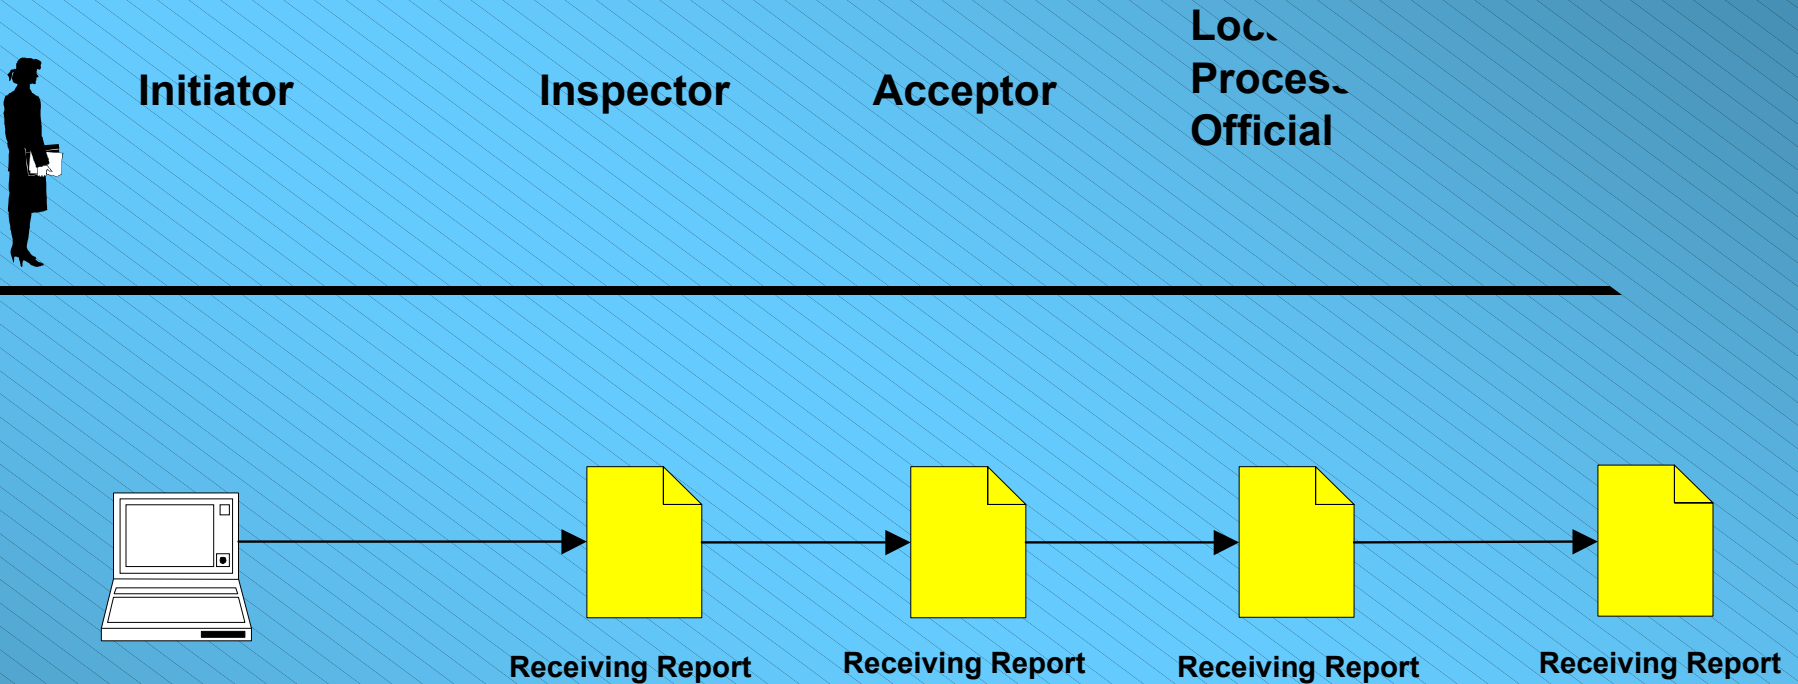 Initiator
Inspector
Acceptor
Official
Receiving Report
Receiving Report
Receiving Report
Receiving Report